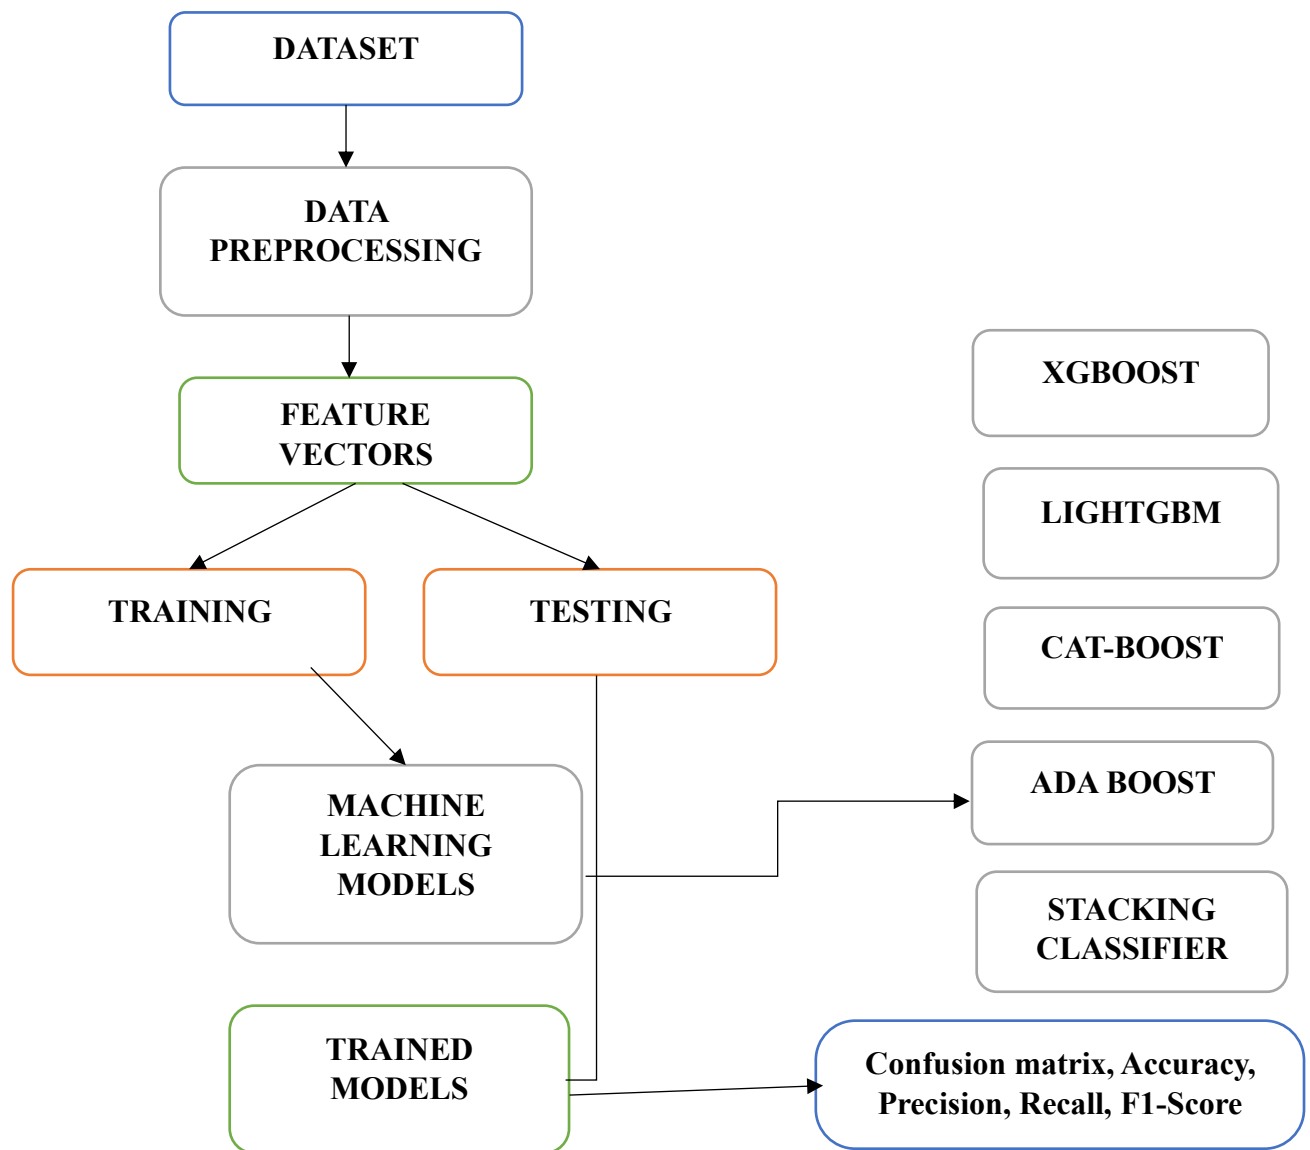 DATASET
DATA
PREPROCESSING
FEATURE
VECTORS
TRAINING
TESTING
MACHINE
LEARNING
MODELS
TRAINED
MODELS
XGBOOST
LIGHTGBM
CAT-BOOST
ADA BOOST
STACKING
CLASSIFIER
Confusion matrix, Accuracy,
Precision, Recall, F1-Score